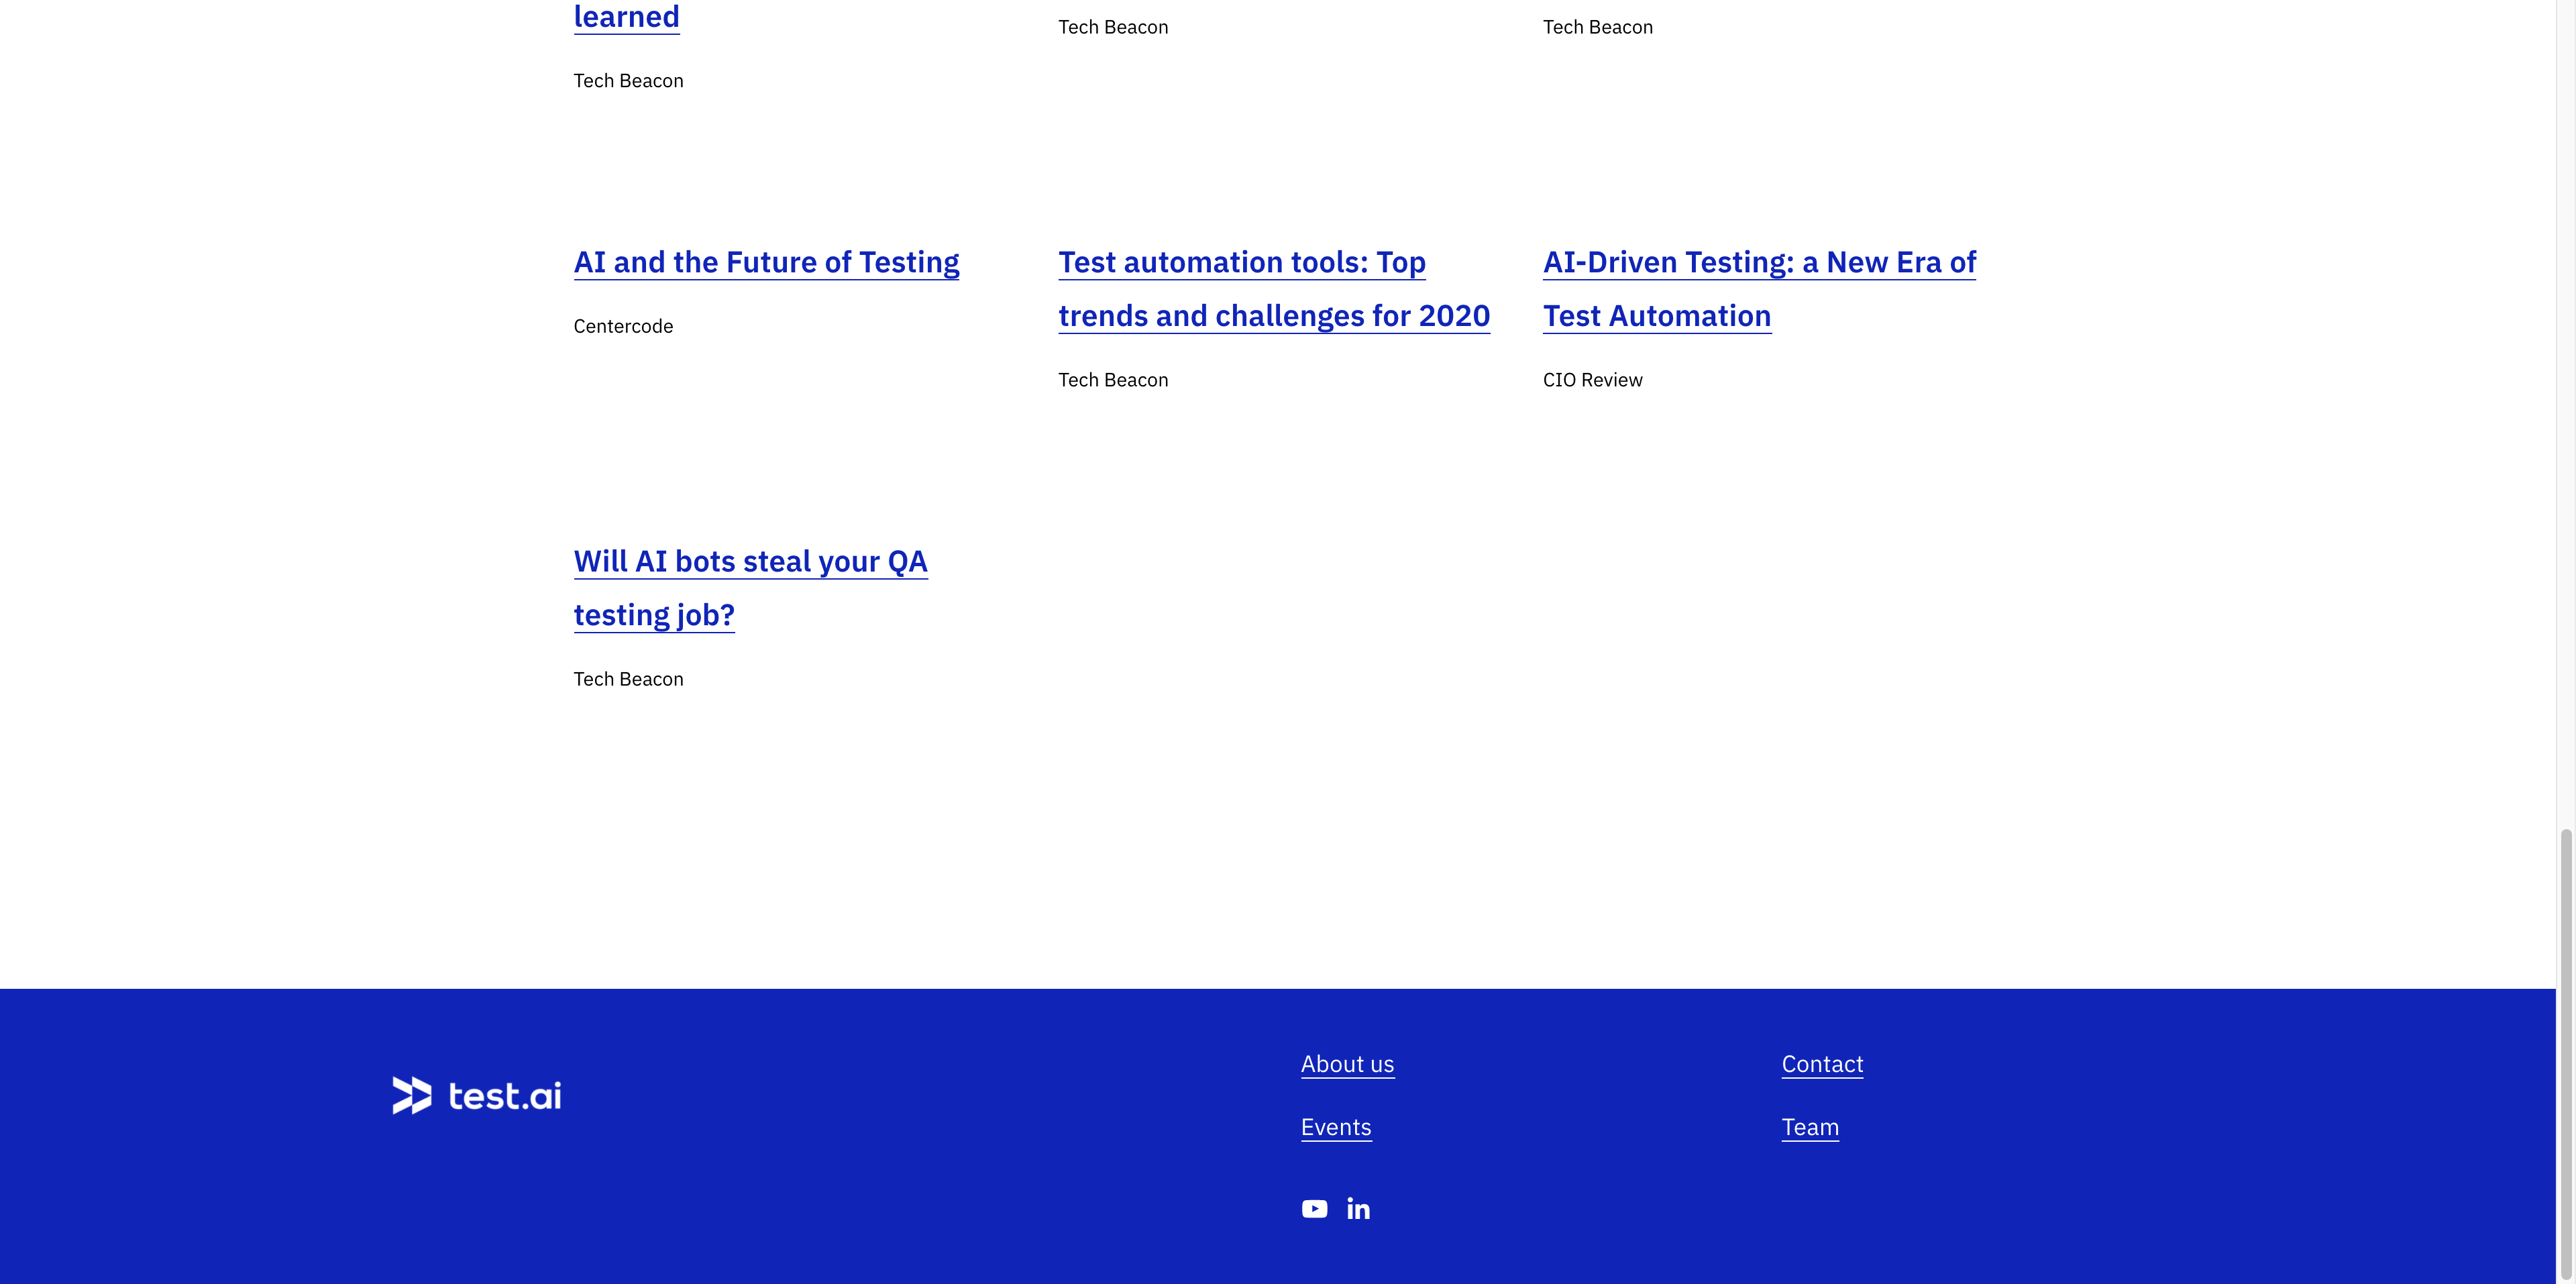 learned
Tech Beacon
Tech Beacon
Tech Beacon
AI and the Future of Testing
Centercode
Test automation tools: Top
trends and challenges for 2020
Tech Beacon
AI-Driven Testing: a New Era of
Test Automation
CIO Review
Will AI bots steal your QA
testing job?
Tech Beacon
test.ai
About us
Events
Contact
Team
in